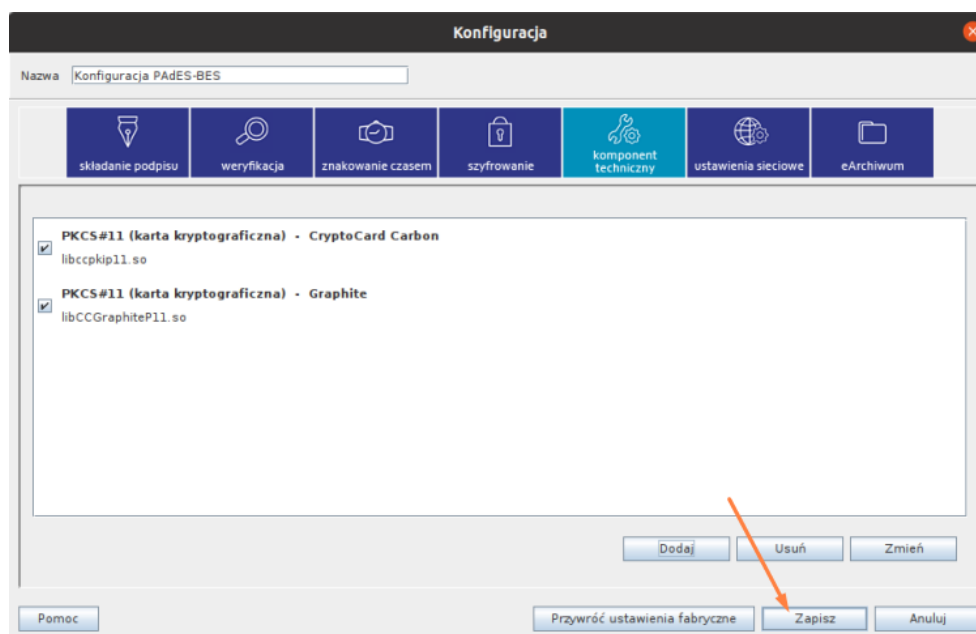 Konfiguracja
Nazwa Konfiguracja PAdES-BES
składanie podpisu weryfikacja znakowanie czasem szyfrowanie komponent techniczny ustawienia sieciowe eArchiwum
PKCS#11 (karta kryptograficzna) - CryptoCard Carbon
libccpkip11.so
PKCS#11 (karta kryptograficzna) - Graphite
libCCGraphiteP11.so
Dodaj Usuń Zmień
Pomoc Przywróć ustawienia fabryczne Zapisz Anuluj